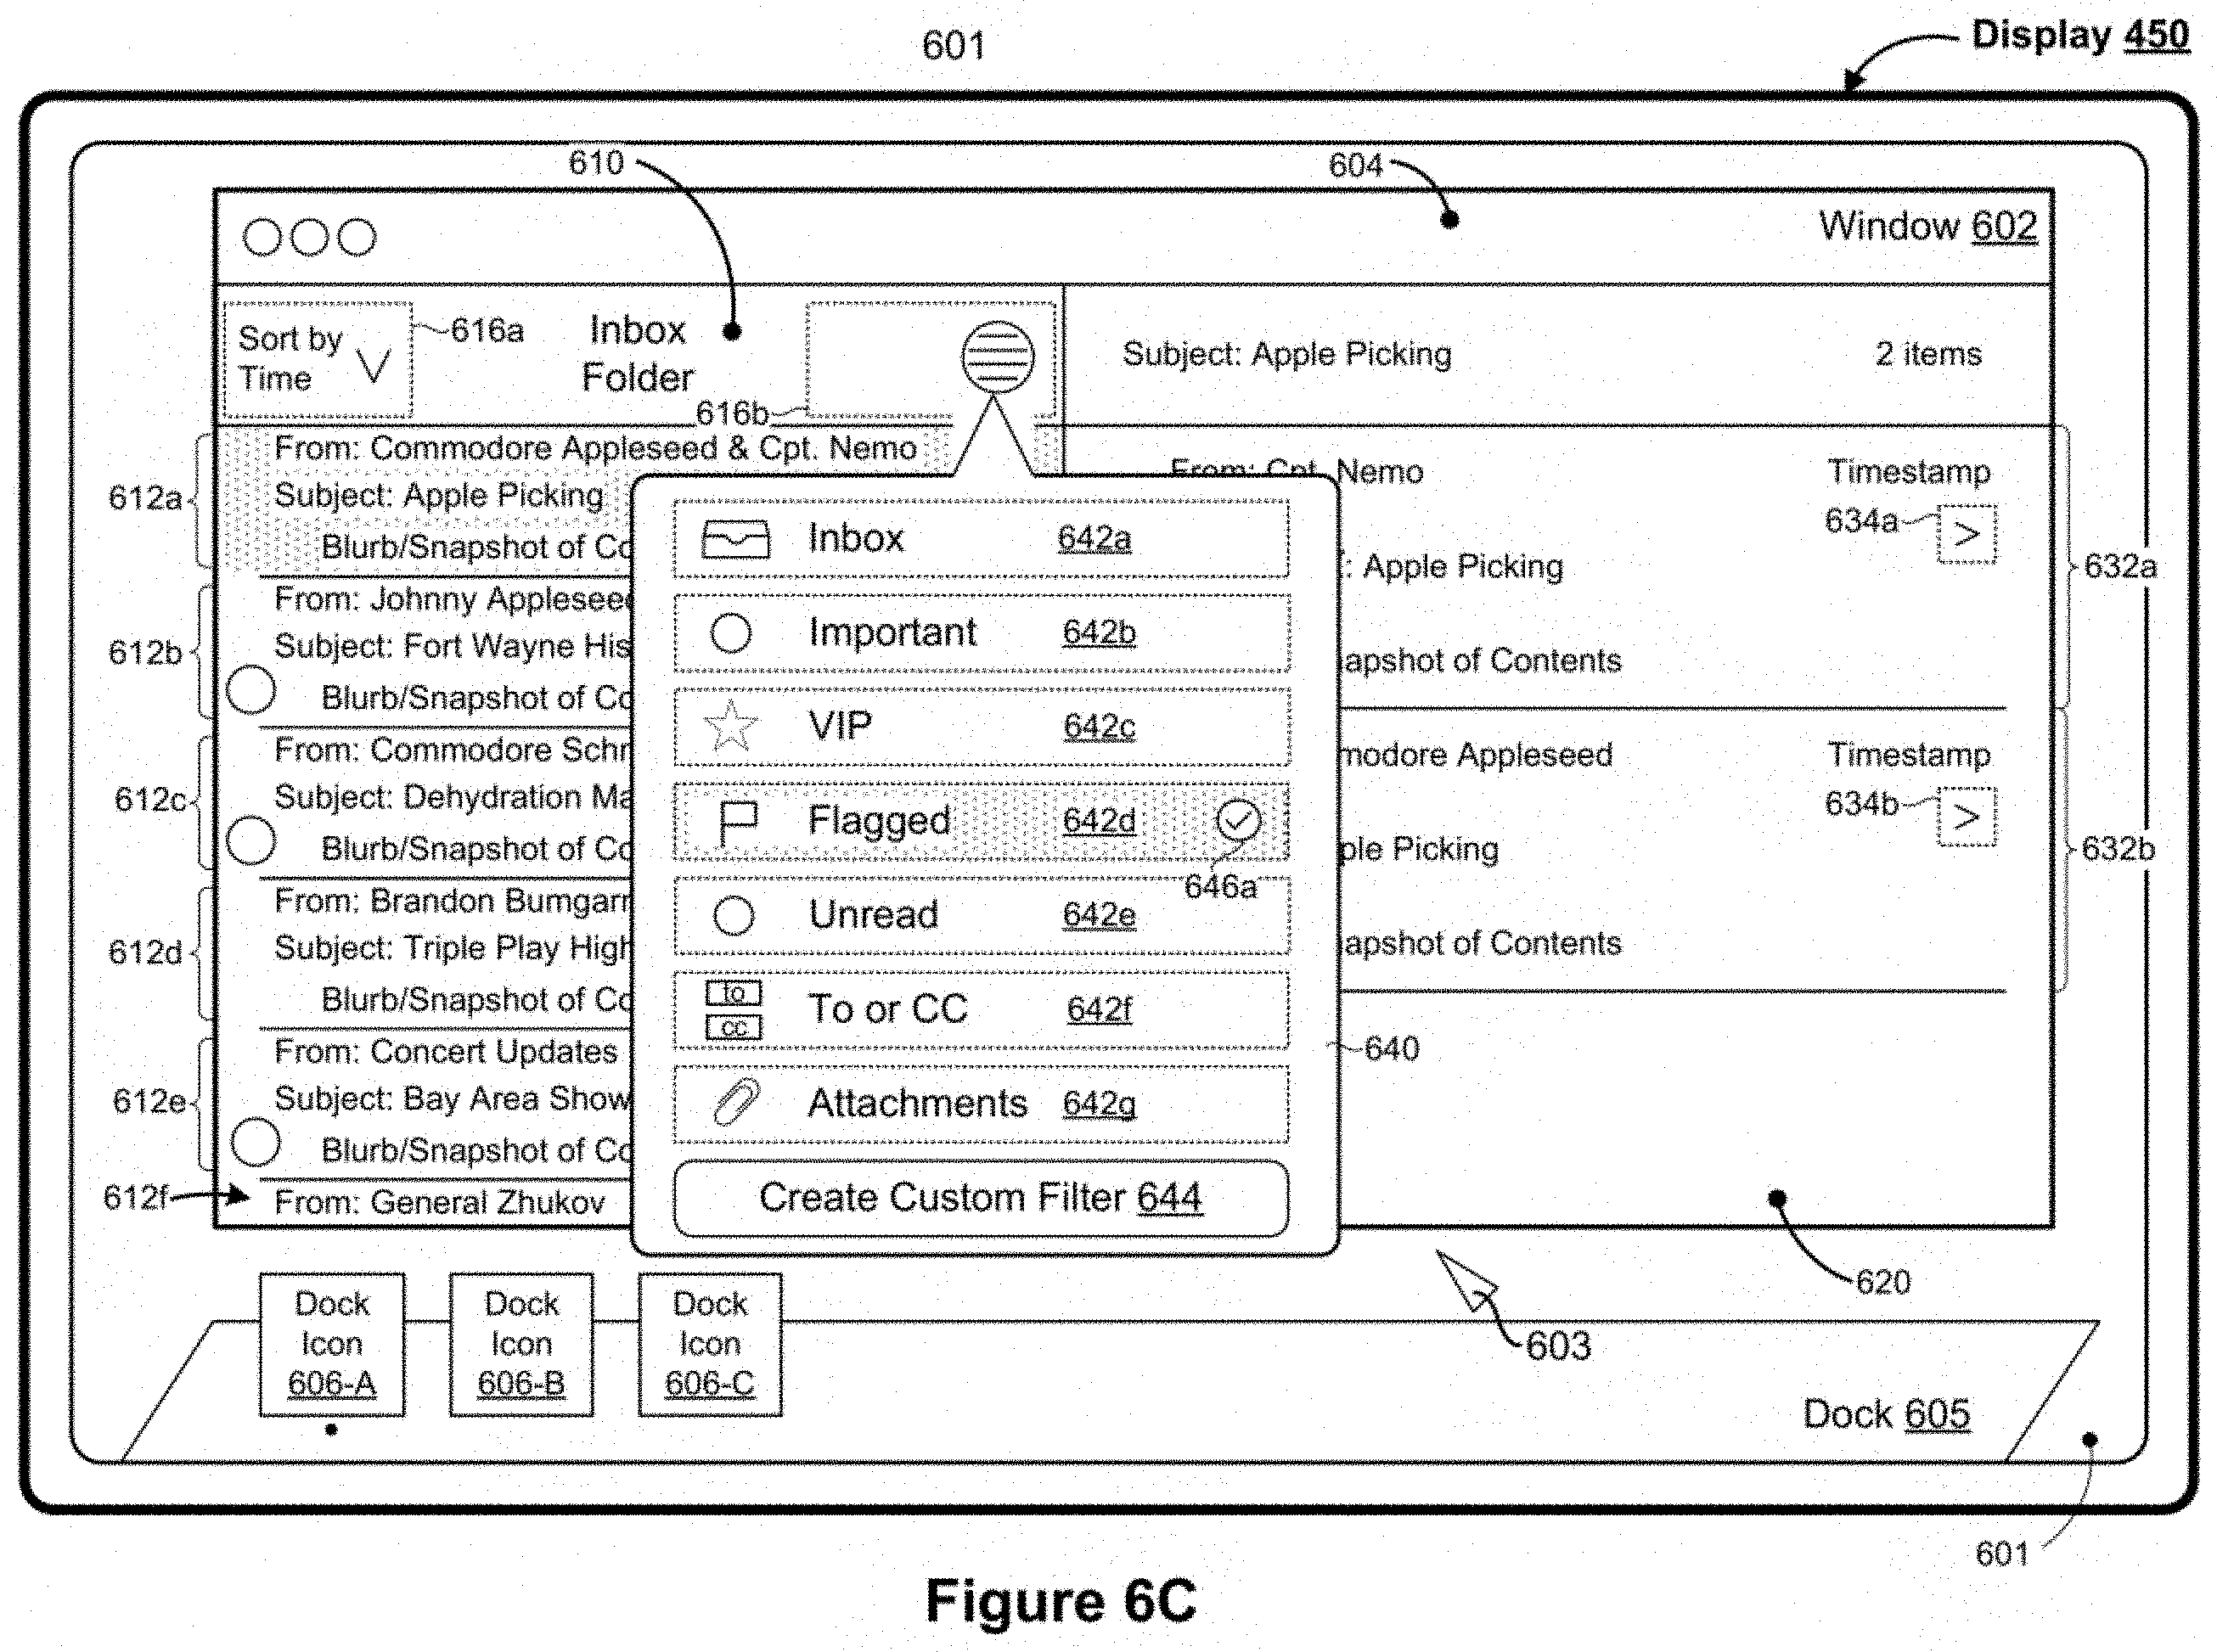 601
Display 450
610
604
Window 602
Sort by
Time
616a
Inbox
Folder
616b
Subject: Apple Picking
2 items
612a
From: Commodore Appleseed & Cpt. Nemo
Subject: Apple Picking
Blurb/Snapshot of Co
612b
From: Johnny Appleseed
Subject: Fort Wayne His
Blurb/Snapshot of Co
612c
From: Commodore Schr
Subject: Dehydration Ma
Blurb/Snapshot of Co
612d
From: Brandon Bumgarn
Subject: Triple Play High
Blurb/Snapshot of Co
612e
From: Concert Updates
Subject: Bay Area Show
Blurb/Snapshot of Co
612f
From: General Zhukov
Inbox 642a
Important 642b
VIP 642c
Flagged 642d
646a
Unread 642e
to
cc
To or CC 642f
Attachments 642g
Create Custom Filter 644
640
From: Cpt. Nemo
Timestamp
634a
>
: Apple Picking
apshot of Contents
632a
modore Appleseed
Timestamp
634b
>
ple Picking
apshot of Contents
632b
620
603
Dock
Icon
606-A
Dock
Icon
606-B
Dock
Icon
606-C
Dock 605
601
Figure 6C